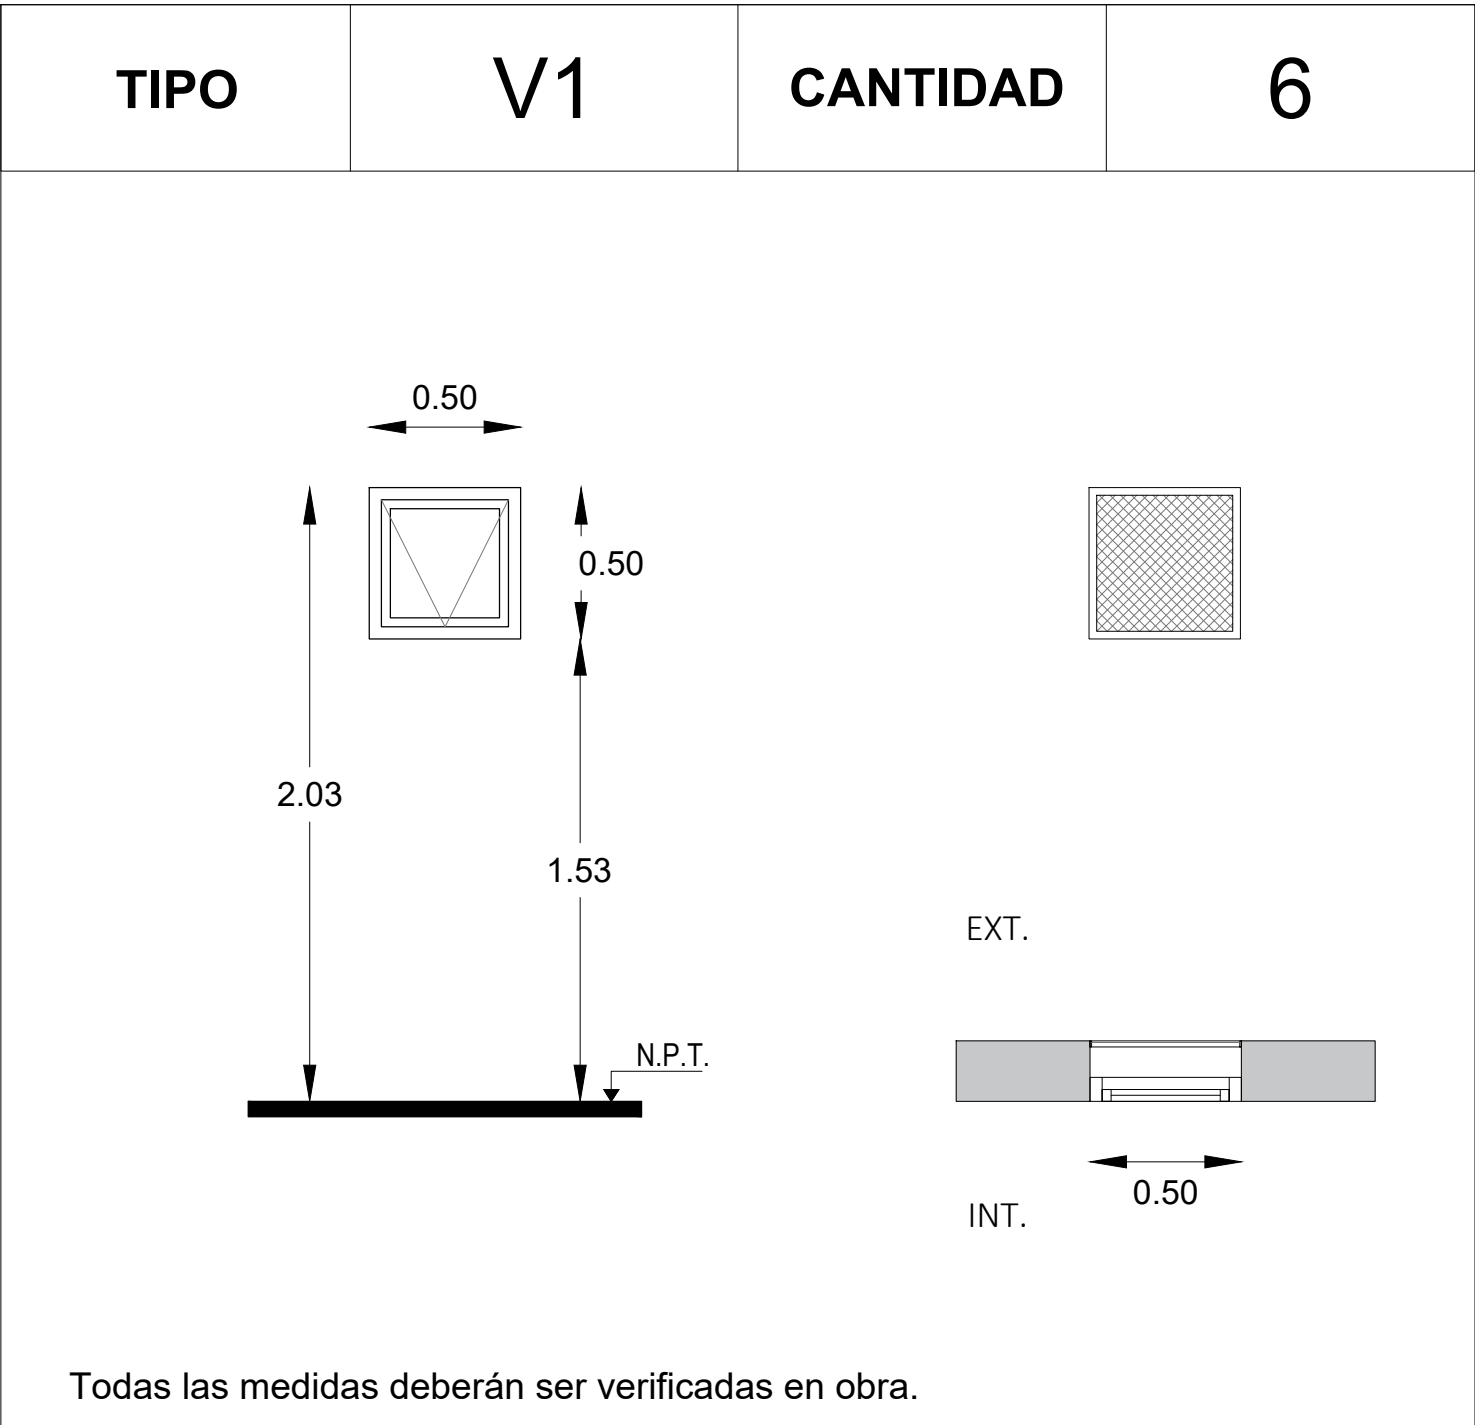 TIPO V1 CANTIDAD 6
0.50
0.50
2.03
1.53
EXT.
N.P.T.
0.50
INT.
Todas las medidas deberán ser verificadas en obra.